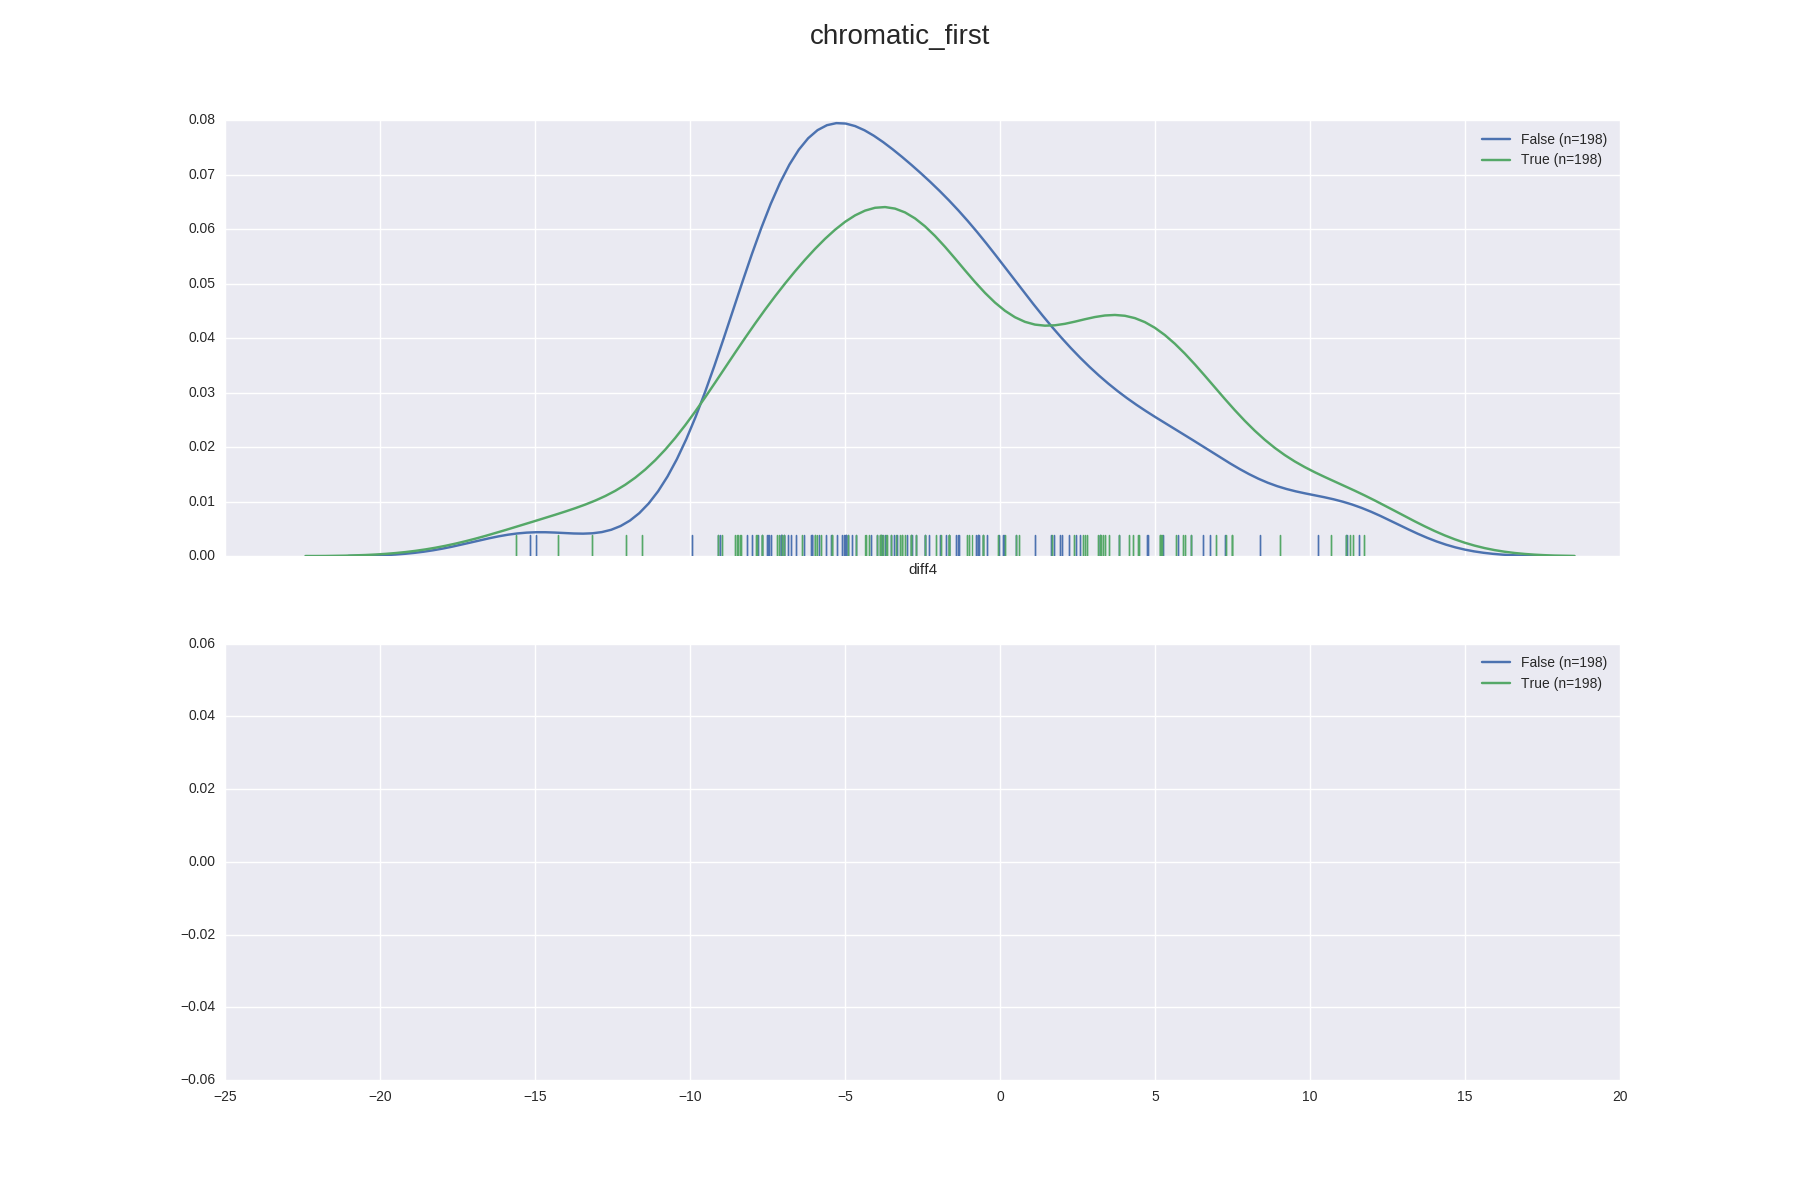 chromatic_first
0.08
0.07
0.06
0.05
0.04
0.03
0.02
0.01
0.00
False (n=198)
True (n=198)
diff4
0.06
0.04
0.02
0.00
−0.02
−0.04
−0.06
False (n=198)
True (n=198)
−25 −20 −15 −10 −5 0 5 10 15 20